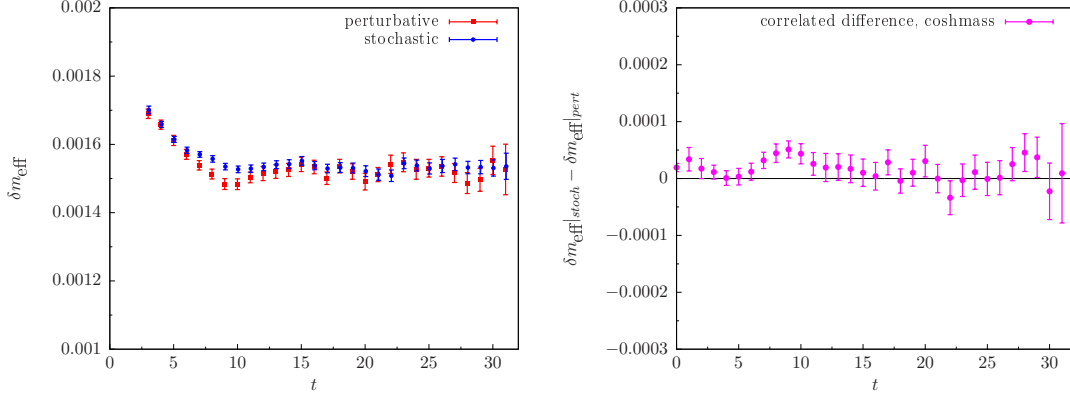 0.002
0.0018
0.0016
0.0014
0.0012
0.001
0 5 10 15 20 25 30
δm_eff
t
perturbative
stochastic
0.0003
0.0002
0.0001
0
−0.0001
−0.0002
−0.0003
0 5 10 15 20 25 30
δm_eff|stoch − δm_eff|pert
t
correlated difference, coshmass